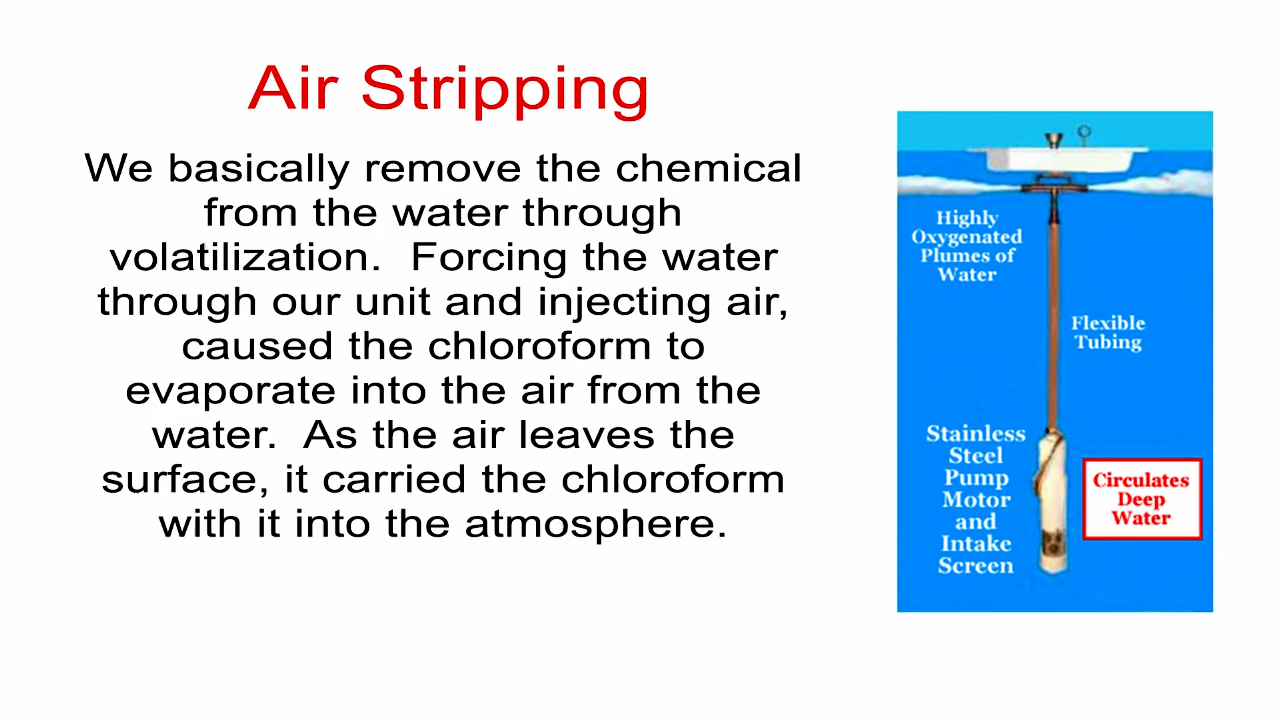 Air Stripping
We basically remove the chemical
from the water through
volatilization.  Forcing the water
through our unit and injecting air,
caused the chloroform to
evaporate into the air from the
water.  As the air leaves the
surface, it carried the chloroform
with it into the atmosphere.
Highly
Oxygenated
Plumes of
Water
Flexible
Tubing
Stainless
Steel
Pump
Motor
and
Intake
Screen
Circulates
Deep
Water